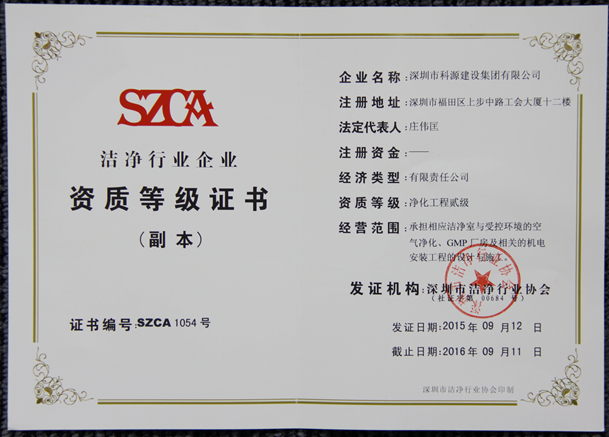 SZCA
洁净行业企业
资质等级证书
(副本)
证书编号:SZCA 1054 号
企业名称:深圳市科源建设集团有限公司
注册地址:深圳市福田区上步中路工会大厦十二楼
法定代表人:庄伟匡
注册资金:——
经济类型:有限责任公司
资质等级:净化工程贰级
经营范围:承担相应洁净室与受控环境的空
气净化、GMP厂房及相关的机电
安装工程的设计与施工。
发证机构:深圳市洁净行业协会
(社证字第 00684 号)
发证日期:2015年 09 月 12 日
截止日期:2016年 09 月 11 日
深圳市洁净行业协会印制